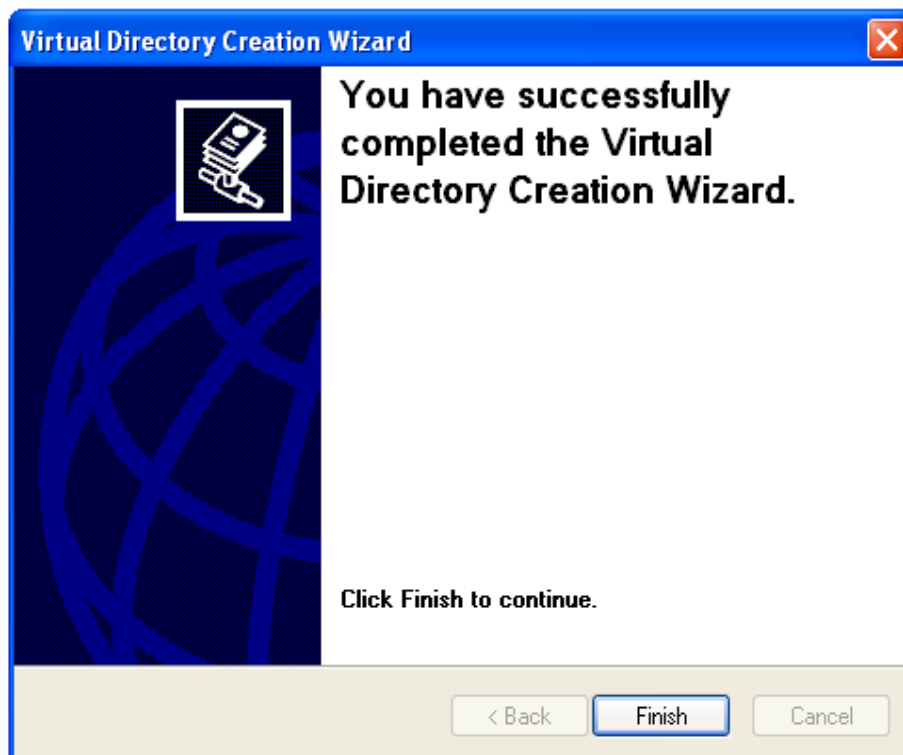 Virtual Directory Creation Wizard
You have successfully
completed the Virtual
Directory Creation Wizard.
Click Finish to continue.
< Back
Finish
Cancel